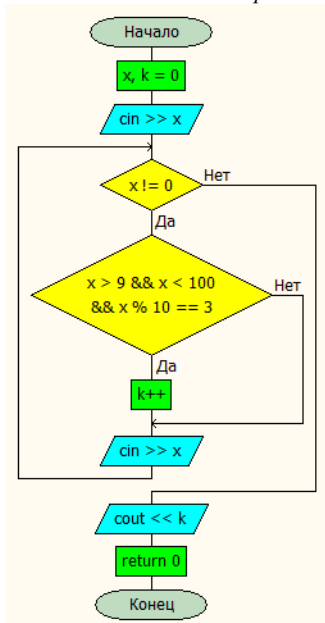 Начало
x, k = 0
cin >> x
x != 0
Нет
Да
x > 9 && x < 100
&& x % 10 == 3
Нет
Да
k++
cin >> x
cout << k
return 0
Конец